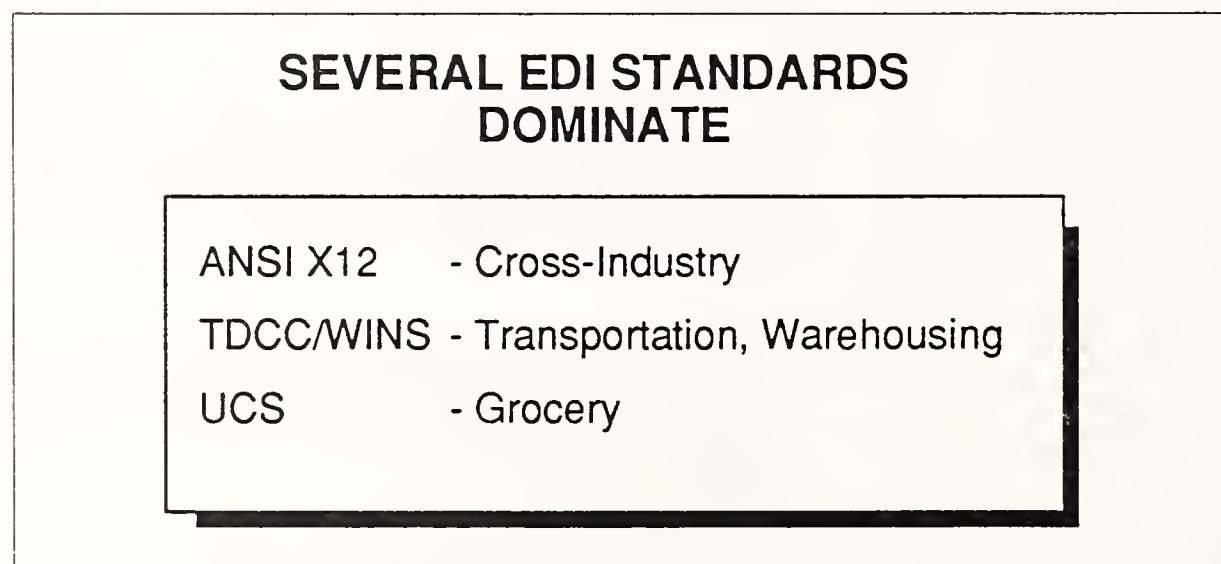 SEVERAL EDI STANDARDS
DOMINATE
ANSI X12 - Cross-Industry
TDCC/WINS - Transportation, Warehousing
UCS - Grocery